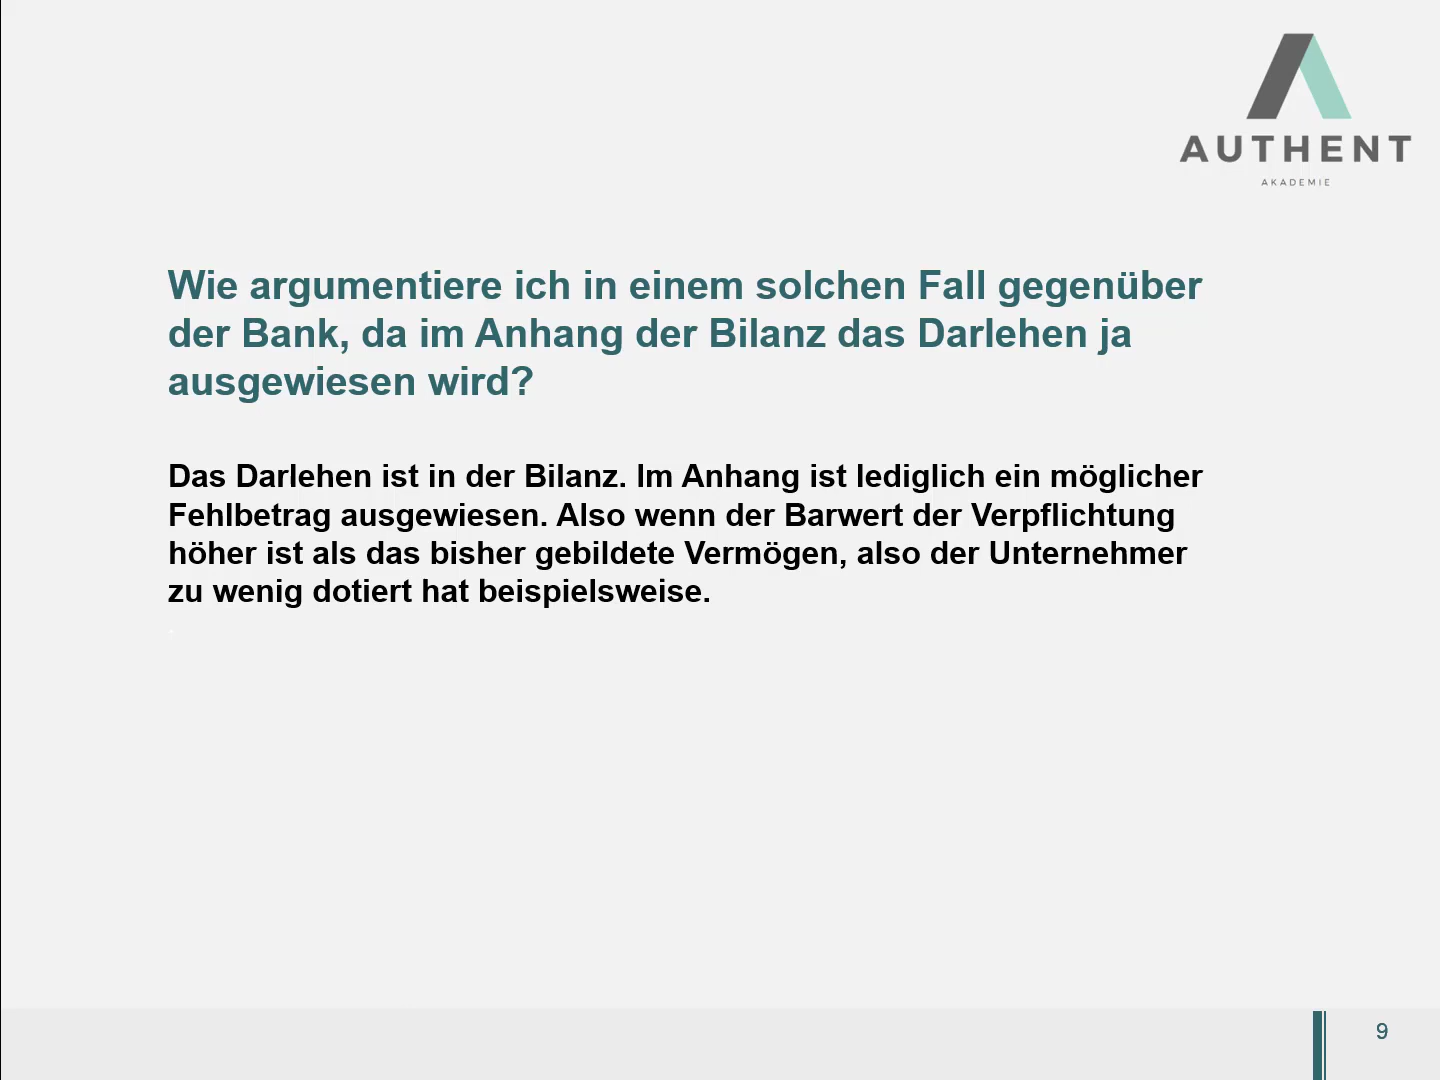 AUTHENT
AKADEMIE
Wie argumentiere ich in einem solchen Fall gegenüber
der Bank, da im Anhang der Bilanz das Darlehen ja
ausgewiesen wird?
Das Darlehen ist in der Bilanz. Im Anhang ist lediglich ein möglicher
Fehlbetrag ausgewiesen. Also wenn der Barwert der Verpflichtung
höher ist als das bisher gebildete Vermögen, also der Unternehmer
zu wenig dotiert hat beispielsweise.
.
9